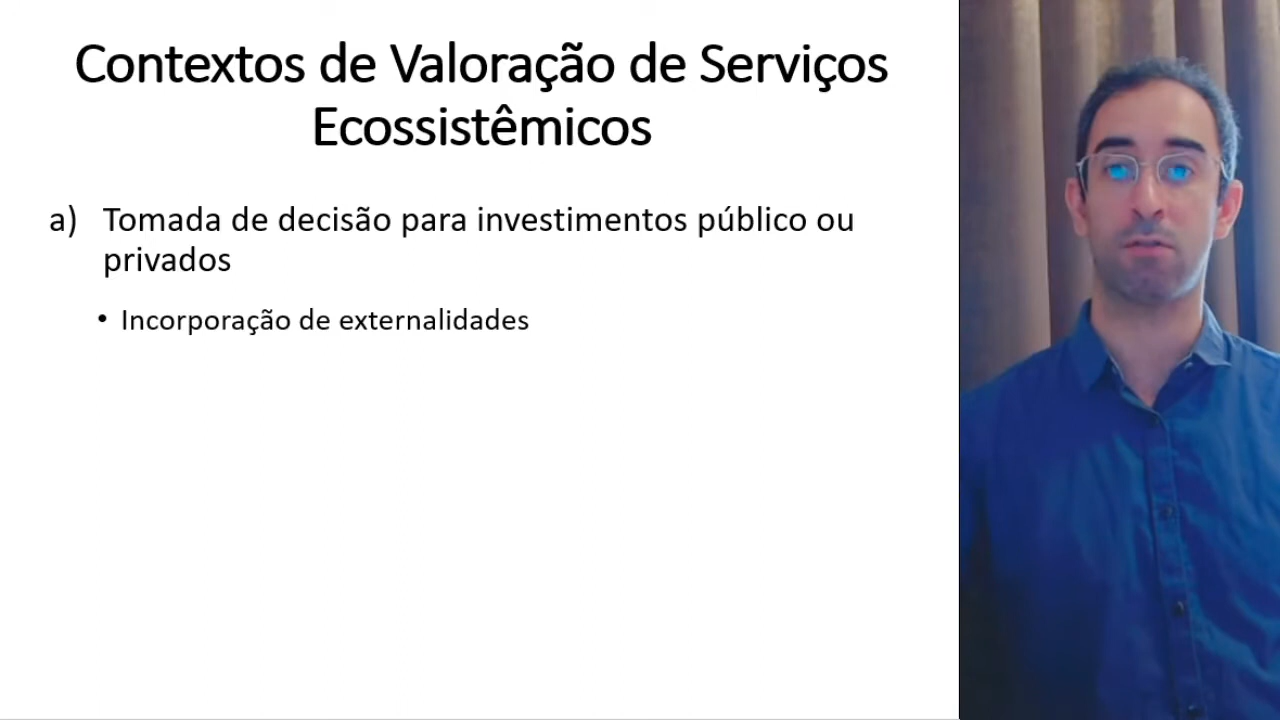 Contextos de Valoração de Serviços
Ecossistêmicos
a) Tomada de decisão para investimentos público ou
privados
• Incorporação de externalidades